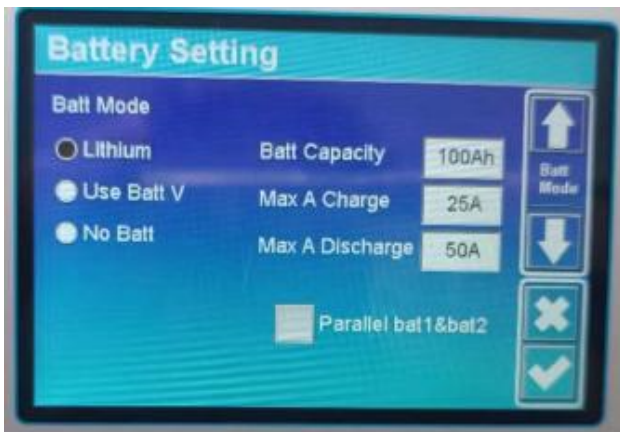 Battery Setting
Batt Mode
Lithium
Use Batt V
No Batt
Batt Capacity 100Ah
Max A Charge 25A
Max A Discharge 50A
Parallel bat1&bat2
Batt
Mode